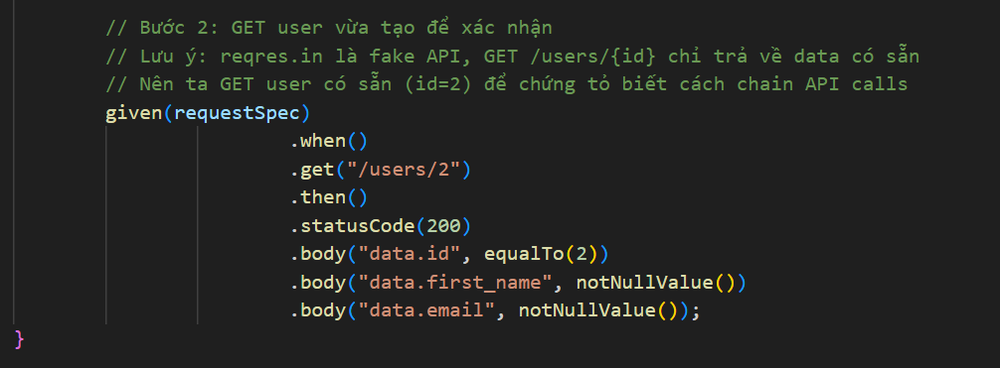 // Bước 2: GET user vừa tạo để xác nhận
// Lưu ý: reqres.in là fake API, GET /users/{id} chỉ trả về data có sẵn
// Nên ta GET user có sẵn (id=2) để chứng tỏ biết cách chain API calls
given(requestSpec)
.when()
.get("/users/2")
.then()
.statusCode(200)
.body("data.id", equalTo(2))
.body("data.first_name", notNullValue())
.body("data.email", notNullValue());
}